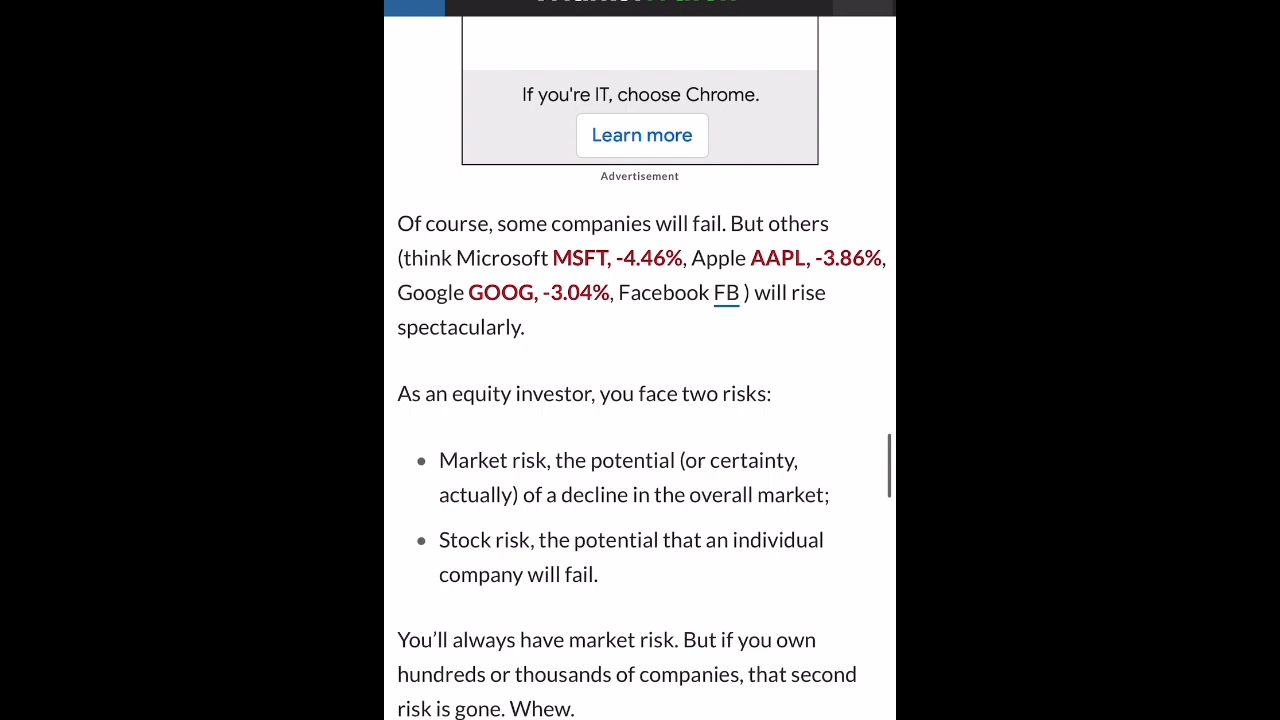 If you're IT, choose Chrome.
Learn more
Advertisement
Of course, some companies will fail. But others
(think Microsoft MSFT, -4.46%, Apple AAPL, -3.86%,
Google GOOG, -3.04%, Facebook FB ) will rise
spectacularly.
As an equity investor, you face two risks:
• Market risk, the potential (or certainty,
actually) of a decline in the overall market;
• Stock risk, the potential that an individual
company will fail.
You’ll always have market risk. But if you own
hundreds or thousands of companies, that second
risk is gone. Whew.